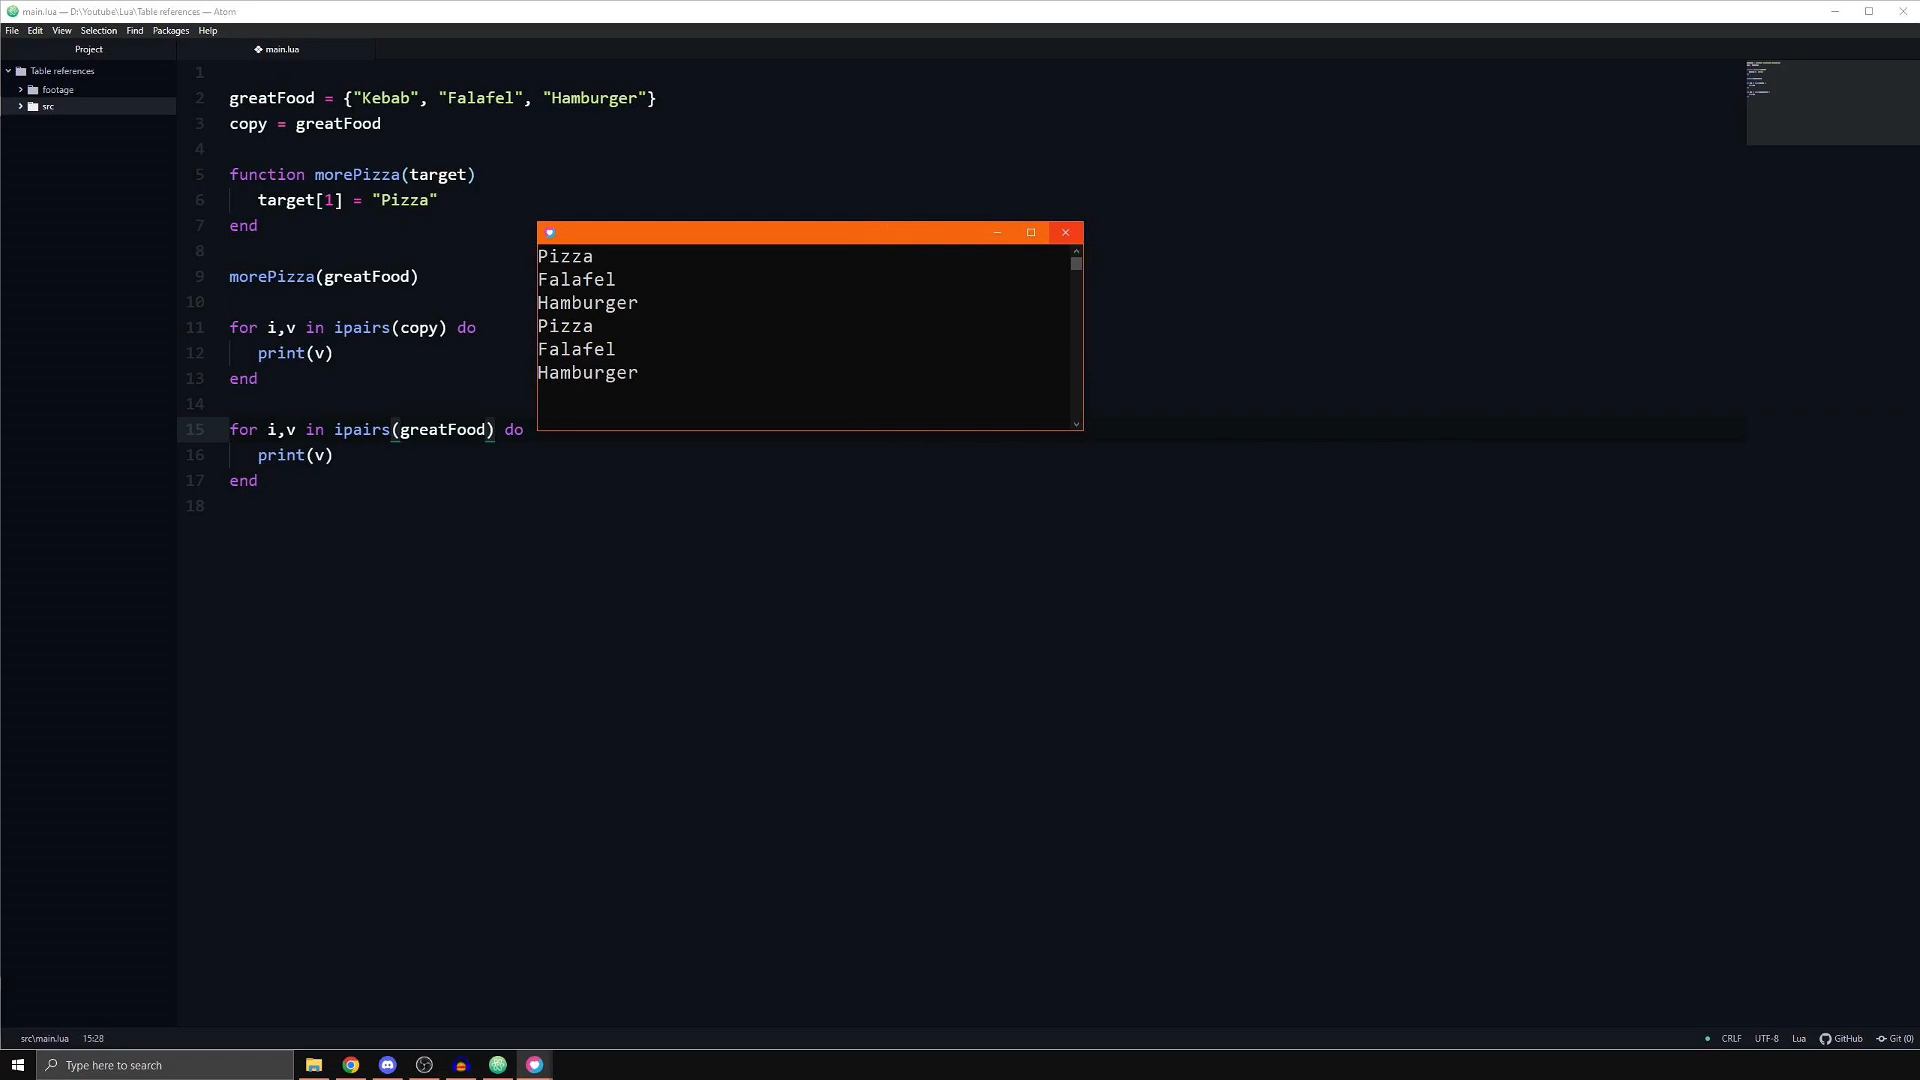 main.lua — D:\Youtube\Lua\Table references — Atom
File Edit View Selection Find Packages Help
Project
main.lua
Table references
footage
src
1
2 greatFood = {"Kebab", "Falafel", "Hamburger"}
3 copy = greatFood
4
5 function morePizza(target)
6 target[1] = "Pizza"
7 end
8
9 morePizza(greatFood)
10
11 for i,v in ipairs(copy) do
12 print(v)
13 end
14
15 for i,v in ipairs(greatFood) do
16 print(v)
17 end
18
Pizza
Falafel
Hamburger
Pizza
Falafel
Hamburger
src\main.lua 15:28
CRLF UTF-8 Lua GitHub Git (0)
Type here to search